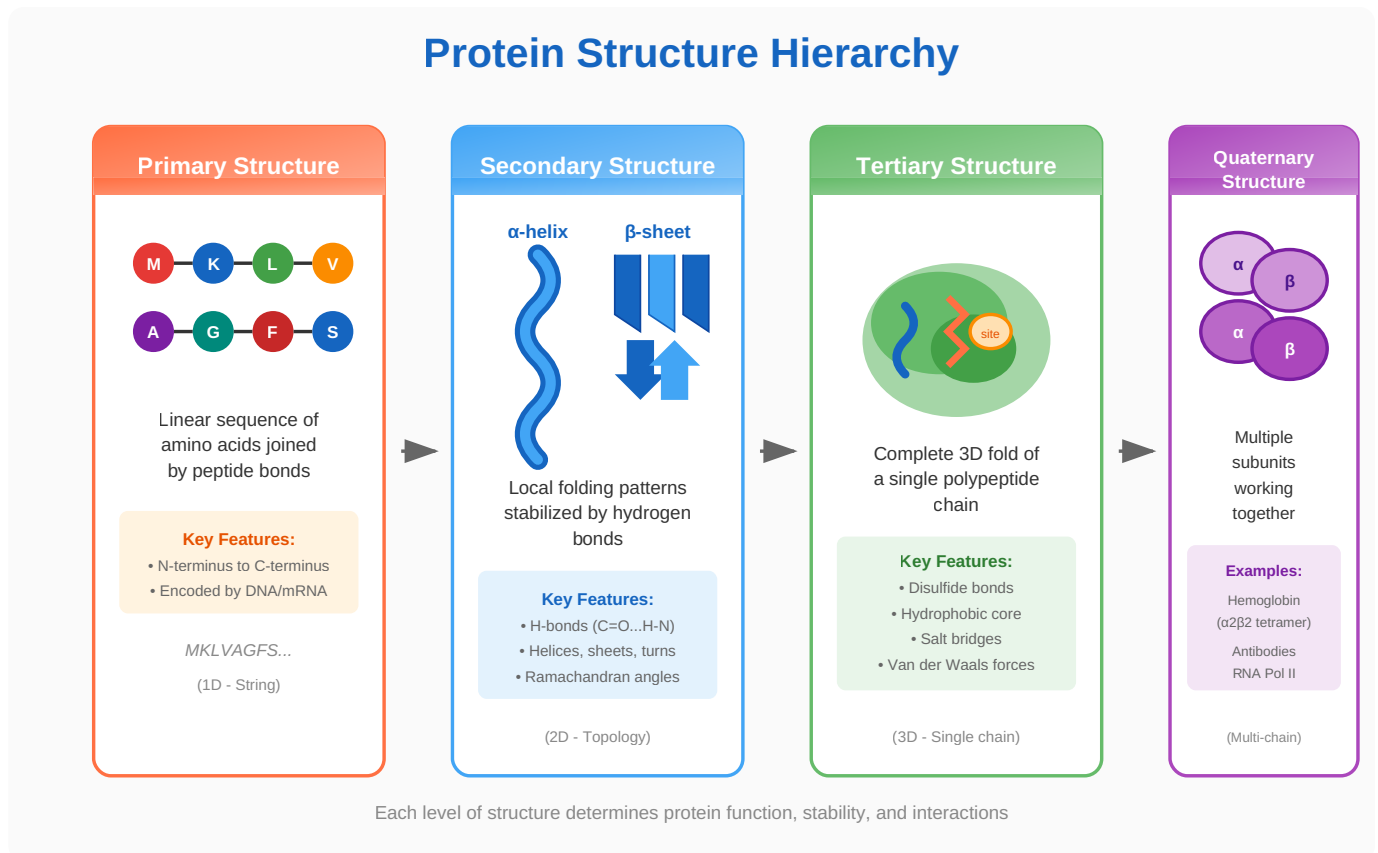 Protein Structure Hierarchy
Primary Structure
M K L V
A G F S
Linear sequence of
amino acids joined
by peptide bonds
Key Features:
• N-terminus to C-terminus
• Encoded by DNA/mRNA
MKLVAGFS...
(1D - String)
Secondary Structure
α-helix β-sheet
Local folding patterns
stabilized by hydrogen
bonds
Key Features:
• H-bonds (C=O...H-N)
• Helices, sheets, turns
• Ramachandran angles
(2D - Topology)
Tertiary Structure
site
Complete 3D fold of
a single polypeptide
chain
Key Features:
• Disulfide bonds
• Hydrophobic core
• Salt bridges
• Van der Waals forces
(3D - Single chain)
Quaternary
Structure
α β
α β
Multiple
subunits
working
together
Examples:
Hemoglobin
(α2β2 tetramer)
Antibodies
RNA Pol II
(Multi-chain)
Each level of structure determines protein function, stability, and interactions